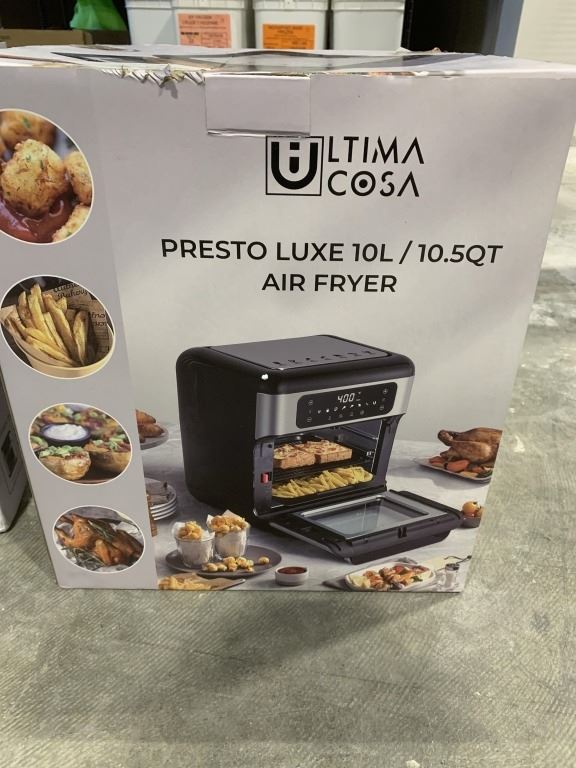 ULTIMA
COSA
PRESTO LUXE 10L / 10.5QT
AIR FRYER
400